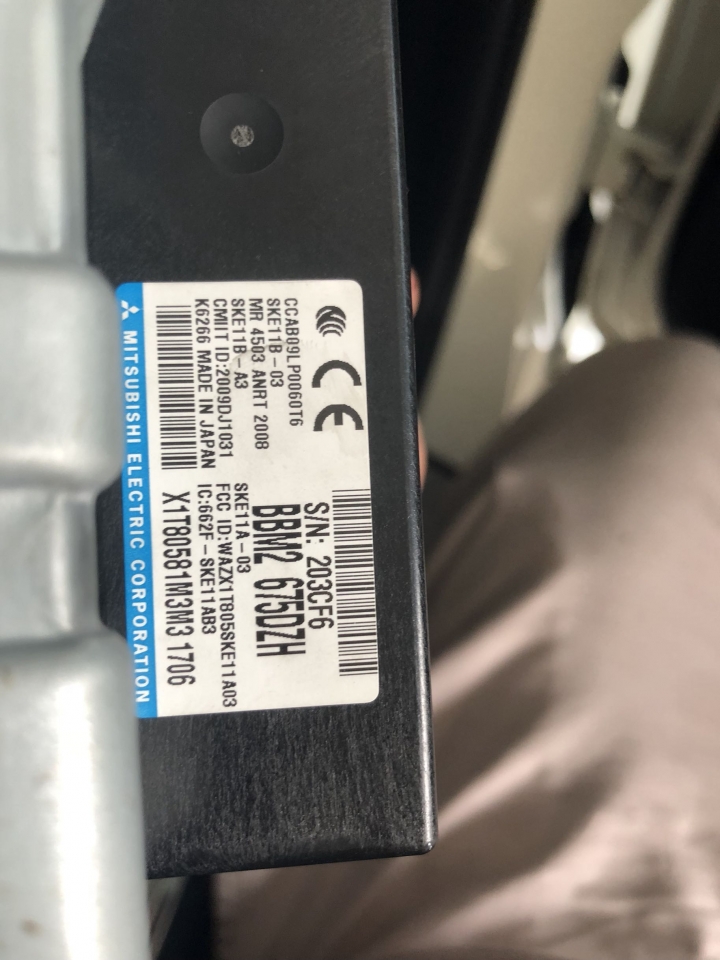 CE
CCAB09LP0060T6
SKE11B-03
MR 4503 ANRT 2008
SKE11B-A3
CMIIT ID:2009DJ1031
K6266 MADE IN JAPAN
S/N: 203CF6
BBM2 675DZH
SKE11A-03
FCC ID:WAZX1T805SKE11A03
IC:662F-SKE11AB3
X1T80581M3M3 1706
MITSUBISHI ELECTRIC CORPORATION